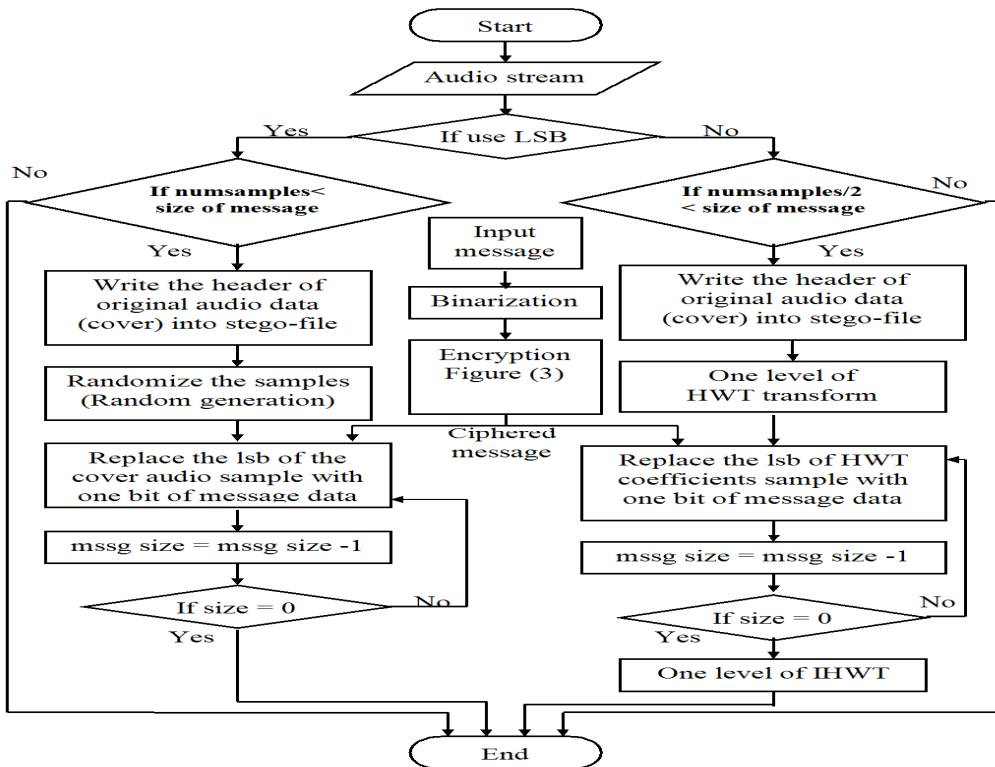 Start
Audio stream
If use LSB
Yes
No
No
If numsamples<
size of message
Yes
If numsamples/2
< size of message
No
Yes
Input
message
Binarization
Encryption
Figure (3)
Ciphered
message
Write the header of
original audio data
(cover) into stego-file
Randomize the samples
(Random generation)
Replace the lsb of the
cover audio sample with
one bit of message data
mssg size = mssg size -1
If size = 0
No
Yes
Write the header of
original audio data
(cover) into stego-file
One level of
HWT transform
Replace the lsb of HWT
coefficients sample with
one bit of message data
mssg size = mssg size -1
If size = 0
No
Yes
One level of IHWT
End